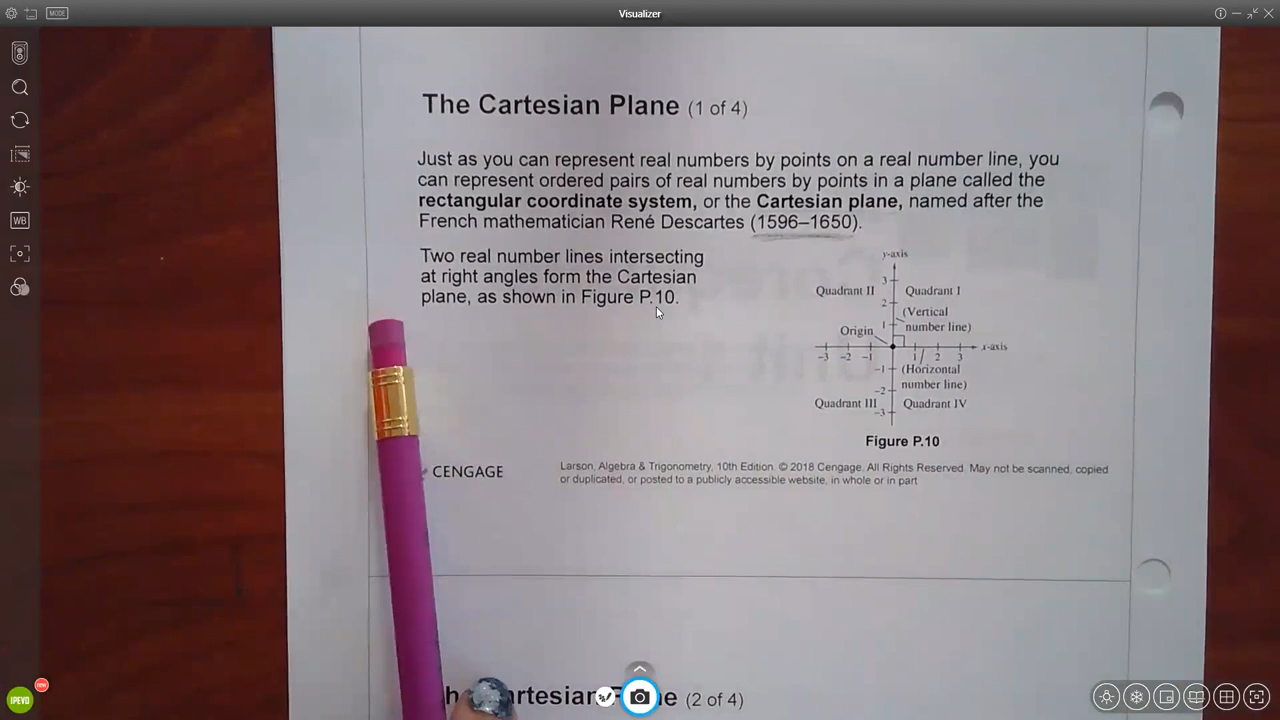 MODE
Visualizer
WB
The Cartesian Plane (1 of 4)
Just as you can represent real numbers by points on a real number line, you
can represent ordered pairs of real numbers by points in a plane called the
rectangular coordinate system, or the Cartesian plane, named after the
French mathematician René Descartes (1596–1650).
Two real number lines intersecting
at right angles form the Cartesian
plane, as shown in Figure P.10.
y-axis
3
Quadrant II
Quadrant I
2
(Vertical
number line)
1
Origin
x-axis
-3 -2 -1 1 2 3
-1
(Horizontal
number line)
-2
Quadrant III
Quadrant IV
-3
Figure P.10
CENGAGE
Larson, Algebra & Trigonometry, 10th Edition. © 2018 Cengage. All Rights Reserved. May not be scanned, copied
or duplicated, or posted to a publicly accessible website, in whole or in part
(2 of 4)
IPEVO
new